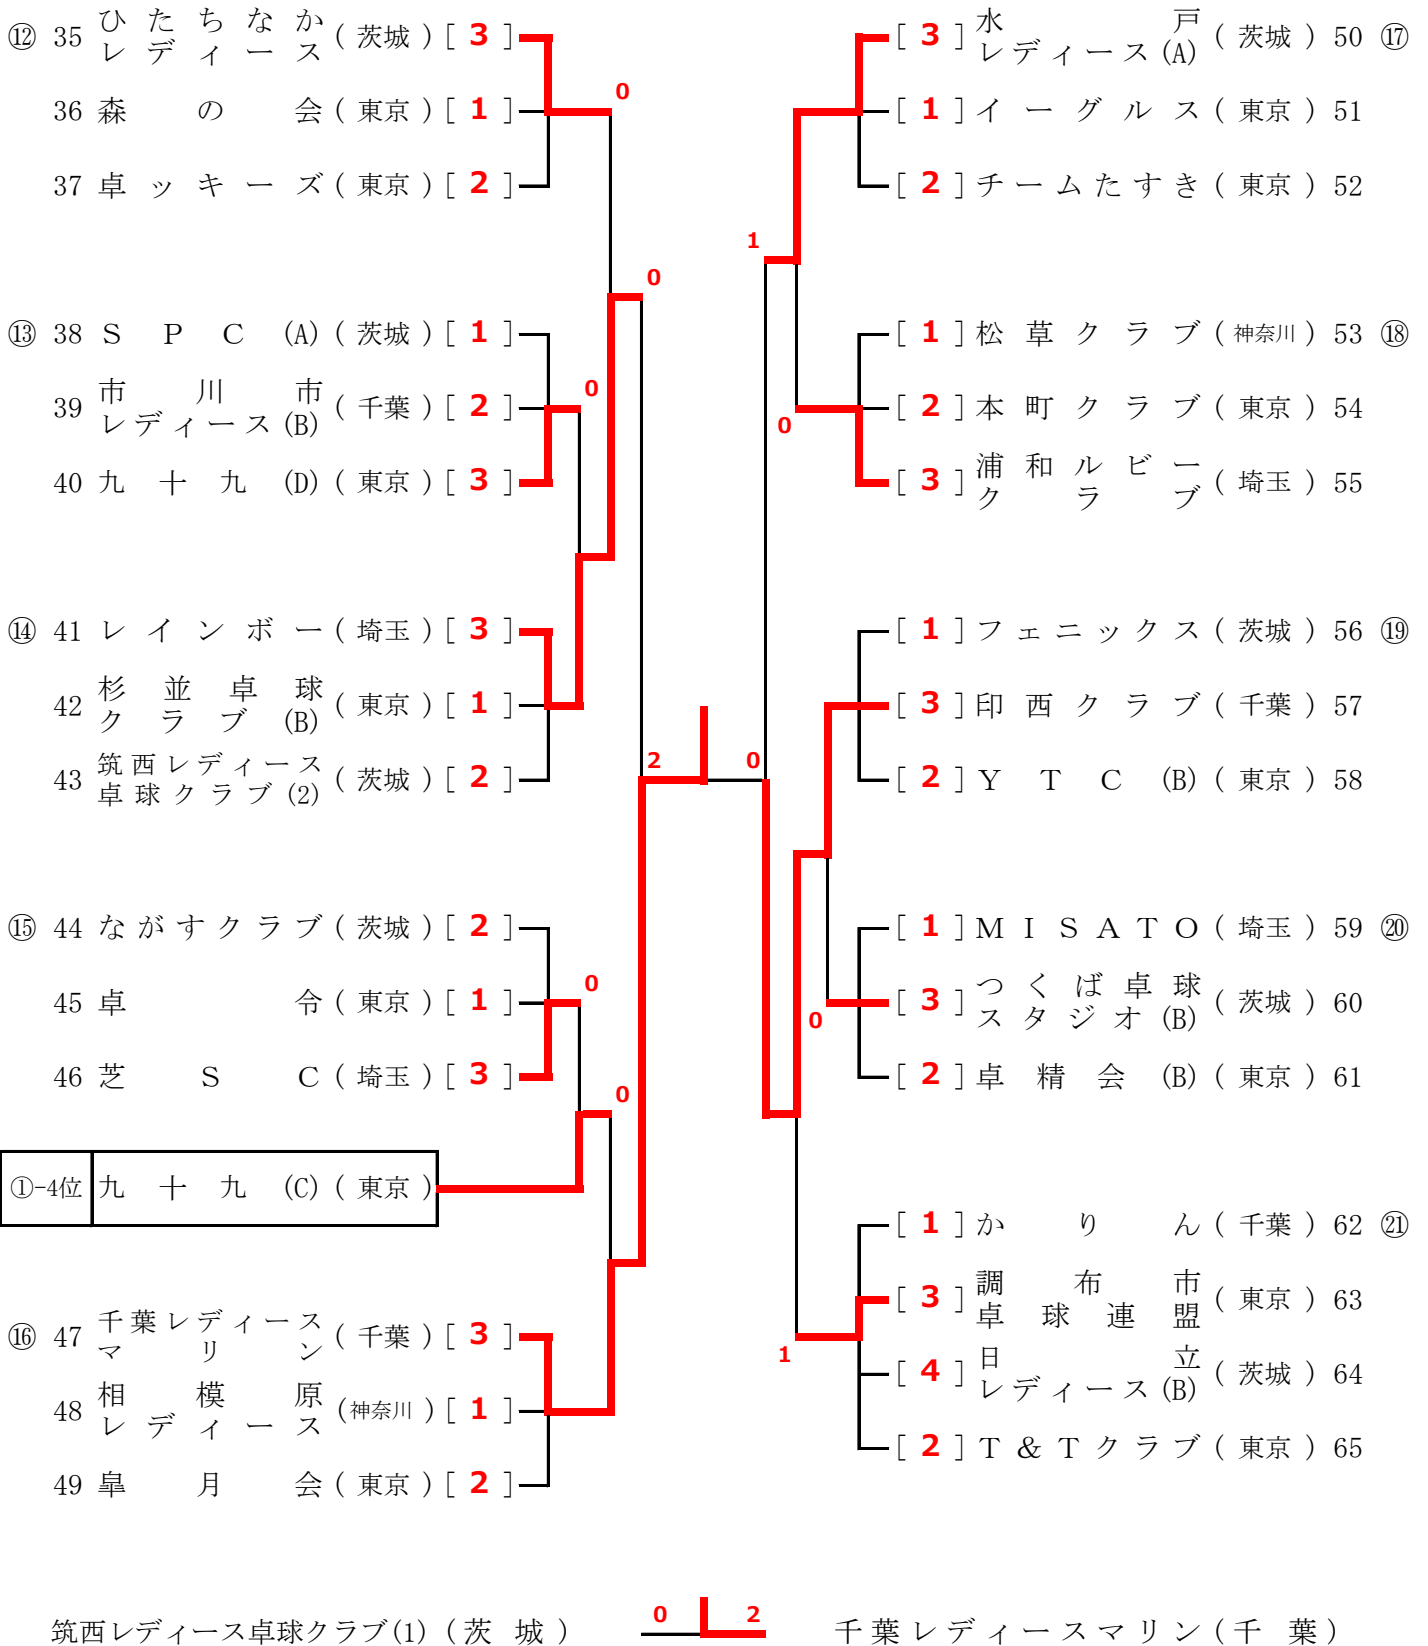 ⑫ 35 ひたちなか レディース (茨城) [ 3 ]
0
36 森の会 (東京) [ 1 ]
37 卓ッキーズ (東京) [ 2 ]
0
⑬ 38 SPC(A) (茨城) [ 1 ]
0
39 市川市 レディース(B) (千葉) [ 2 ]
40 九十九(D) (東京) [ 3 ]
⑭ 41 レインボー (埼玉) [ 3 ]
42 杉並卓球 クラブ(B) (東京) [ 1 ]
43 筑西レディース 卓球クラブ(2) (茨城) [ 2 ]
2 0
⑮ 44 ながすクラブ (茨城) [ 2 ]
0
45 卓令 (東京) [ 1 ]
46 芝SC (埼玉) [ 3 ]
0
①-4位 九十九(C) (東京)
⑯ 47 千葉レディース マリン (千葉) [ 3 ]
48 相模原 レディース (神奈川) [ 1 ]
49 皐月会 (東京) [ 2 ]
[ 3 ] 水戸 レディース(A) (茨城) 50 ⑰
[ 1 ] イーグルス (東京) 51
[ 2 ] チームたすき (東京) 52
1
[ 1 ] 松草クラブ (神奈川) 53 ⑱
[ 2 ] 本町クラブ (東京) 54
0
[ 3 ] 浦和ルビー クラブ (埼玉) 55
[ 1 ] フェニックス (茨城) 56 ⑲
[ 3 ] 印西クラブ (千葉) 57
[ 2 ] YTC(B) (東京) 58
[ 1 ] MISATO (埼玉) 59 ⑳
[ 3 ] つくば卓球 スタジオ(B) (茨城) 60
0
[ 2 ] 卓精会(B) (東京) 61
[ 1 ] かりん (千葉) 62 ㉑
[ 3 ] 調布市 卓球連盟 (東京) 63
1
[ 4 ] 日立 レディース(B) (茨城) 64
[ 2 ] T&Tクラブ (東京) 65
筑西レディース卓球クラブ(1) (茨城) 0 2 千葉レディースマリン (千葉)